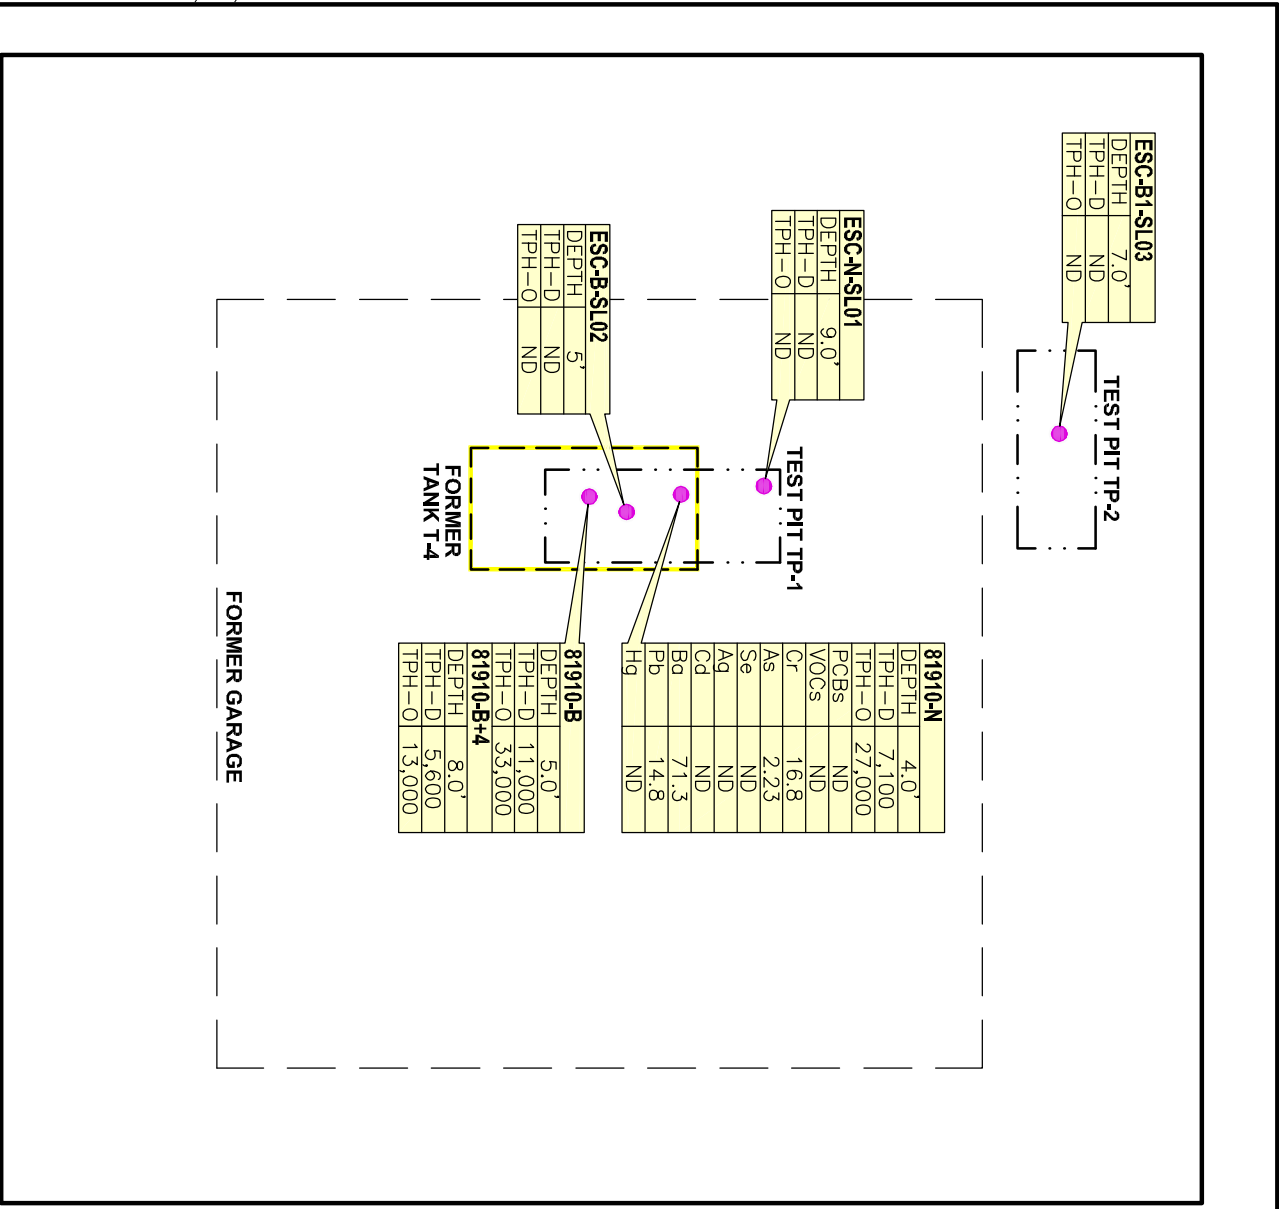 ESC-B1-SL03
DEPTH 7.0'
TPH-D ND
TPH-O ND
TEST PIT TP-2
ESC-N-SL01
DEPTH 9.0'
TPH-D ND
TPH-O ND
TEST PIT TP-1
ESC-B-SL02
DEPTH 5'
TPH-D ND
TPH-O ND
FORMER
TANK T-4
81910-N
DEPTH 4.0'
TPH-D 7,100
TPH-O 27,000
PCBs ND
VOCs ND
Cr 16.8
As 2.23
Se ND
Ag ND
Cd ND
Ba 71.3
Pb 14.8
Hg ND
81910-B
DEPTH 5.0'
TPH-D 11,000
TPH-O 33,000
81910-B+4
DEPTH 8.0'
TPH-D 5,600
TPH-O 13,000
FORMER GARAGE